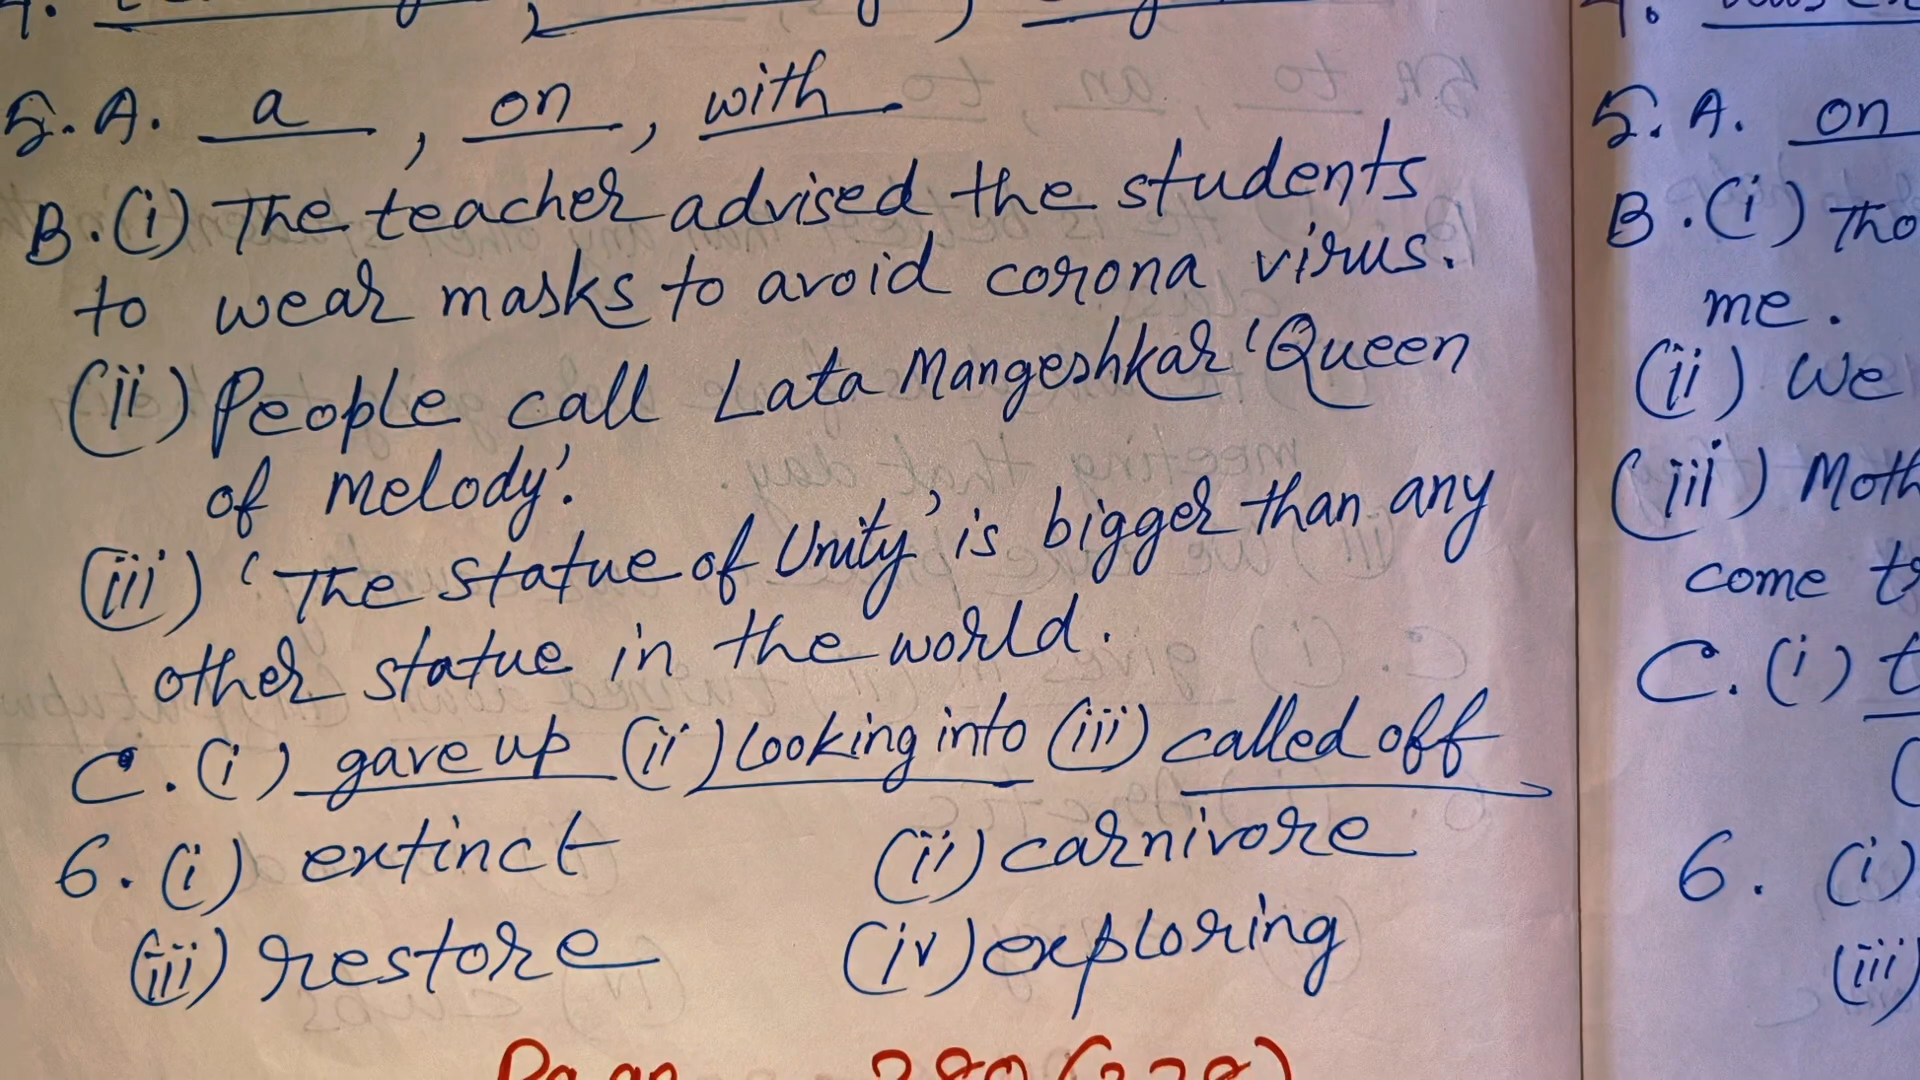 5. A. a, on, with
B. (i) The teacher advised the students
to wear masks to avoid corona virus.
(ii) People call Lata Mangeshkar 'Queen
of Melody'.
(iii) 'The Statue of Unity' is bigger than any
other statue in the world.
C. (i) gave up (ii) looking into (iii) called off
6. (i) extinct (ii) carnivore
(iii) restore (iv) exploring
5. A. on
B. (i) Tho
me.
(ii) We
(iii) Moth
come
C. (i)
6. (i)
(iii)